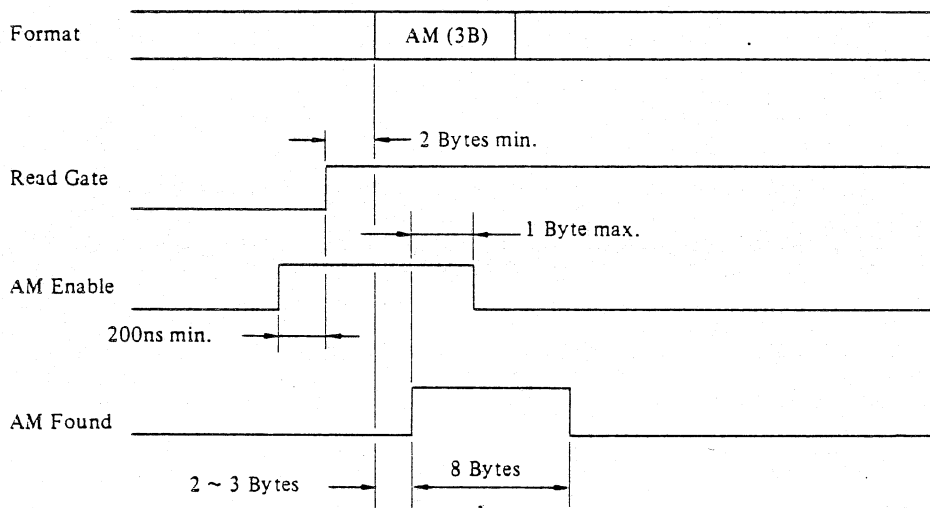 Format
AM (3B)
2 Bytes min.
Read Gate
1 Byte max.
AM Enable
200ns min.
AM Found
2 ~ 3 Bytes
8 Bytes